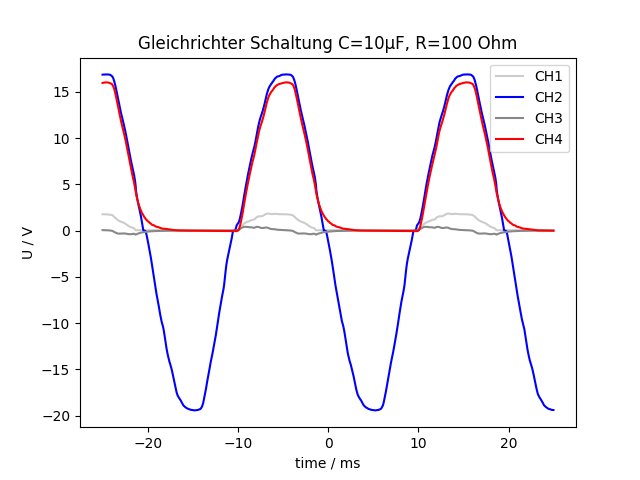 Gleichrichter Schaltung C=10μF, R=100 Ohm
CH1
CH2
CH3
CH4
U / V
15
10
5
0
−5
−10
−15
−20
−20
−10
0
10
20
time / ms